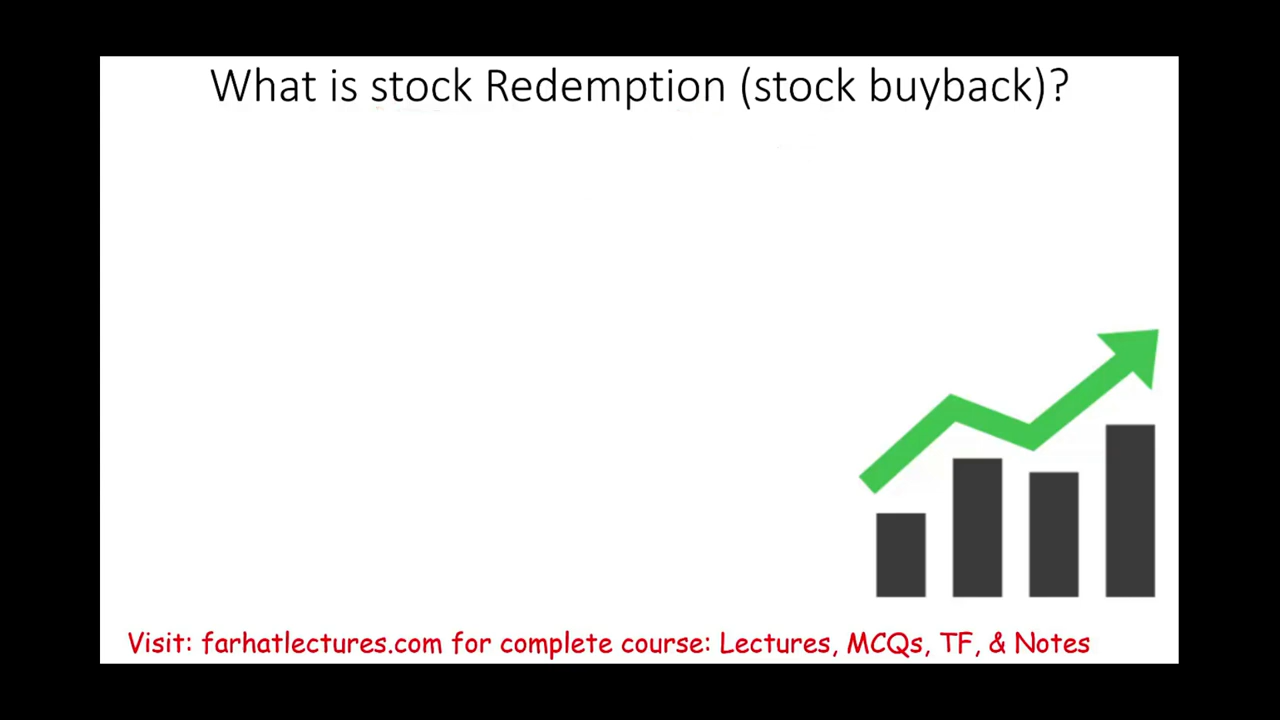 What is stock Redemption (stock buyback)?
Visit: farhatlectures.com for complete course: Lectures, MCQs, TF, & Notes